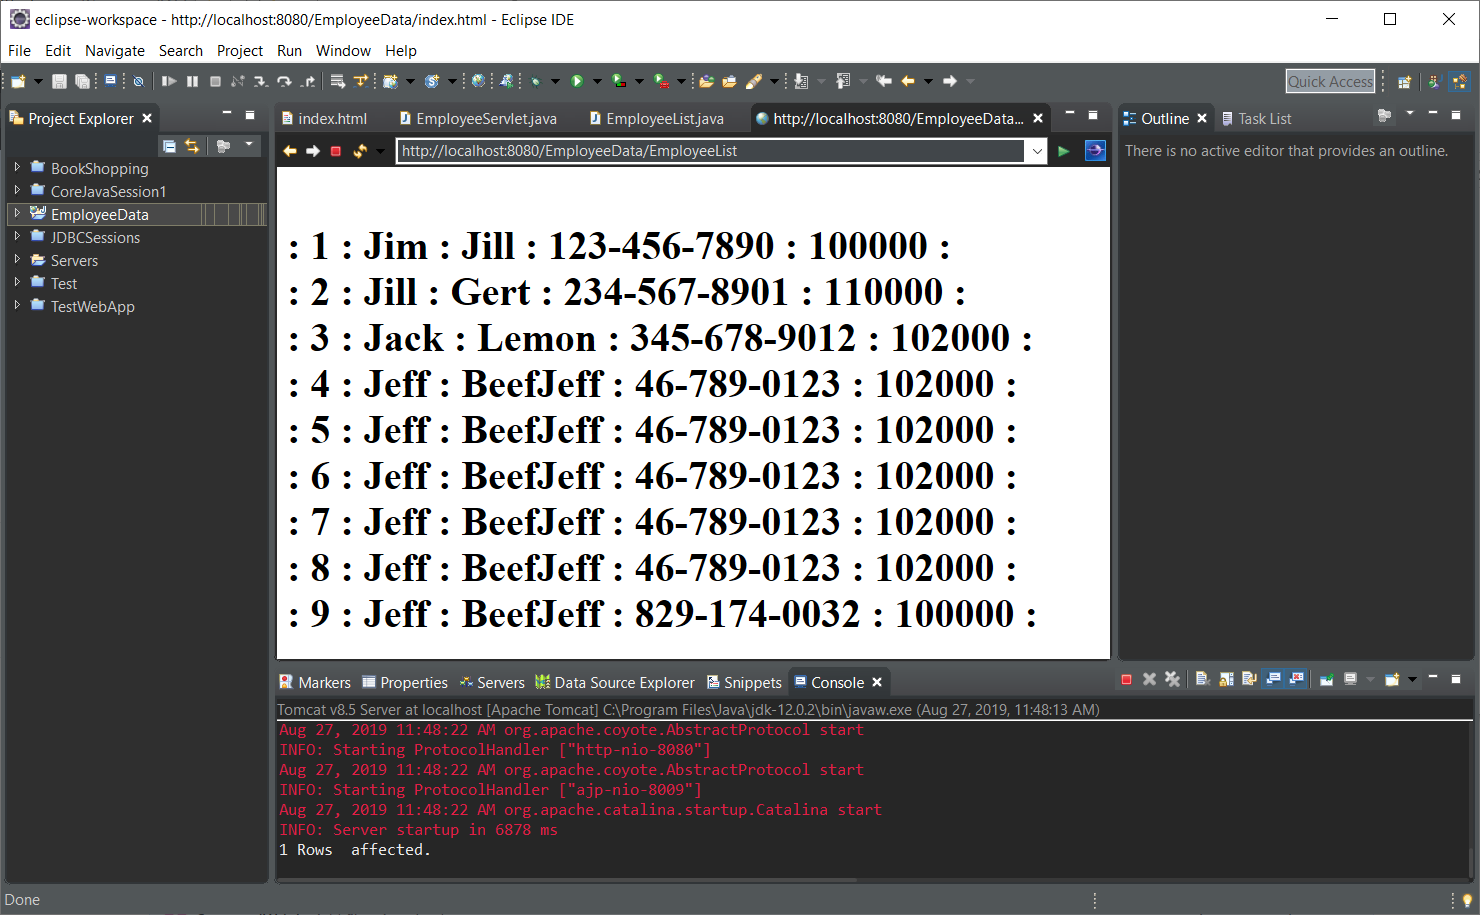 eclipse-workspace - http://localhost:8080/EmployeeData/index.html - Eclipse IDE
File Edit Navigate Search Project Run Window Help
Quick Access
Project Explorer
BookShopping
CoreJavaSession1
EmployeeData
JDBCSessions
Servers
Test
TestWebApp
index.html EmployeeServlet.java EmployeeList.java http://localhost:8080/EmployeeData...
http://localhost:8080/EmployeeData/EmployeeList
: 1 : Jim : Jill : 123-456-7890 : 100000 :
: 2 : Jill : Gert : 234-567-8901 : 110000 :
: 3 : Jack : Lemon : 345-678-9012 : 102000 :
: 4 : Jeff : BeefJeff : 46-789-0123 : 102000 :
: 5 : Jeff : BeefJeff : 46-789-0123 : 102000 :
: 6 : Jeff : BeefJeff : 46-789-0123 : 102000 :
: 7 : Jeff : BeefJeff : 46-789-0123 : 102000 :
: 8 : Jeff : BeefJeff : 46-789-0123 : 102000 :
: 9 : Jeff : BeefJeff : 829-174-0032 : 100000 :
Outline Task List
There is no active editor that provides an outline.
Markers Properties Servers Data Source Explorer Snippets Console
Tomcat v8.5 Server at localhost [Apache Tomcat] C:\Program Files\Java\jdk-12.0.2\bin\javaw.exe (Aug 27, 2019, 11:48:13 AM)
Aug 27, 2019 11:48:22 AM org.apache.coyote.AbstractProtocol start
INFO: Starting ProtocolHandler ["http-nio-8080"]
Aug 27, 2019 11:48:22 AM org.apache.coyote.AbstractProtocol start
INFO: Starting ProtocolHandler ["ajp-nio-8009"]
Aug 27, 2019 11:48:22 AM org.apache.catalina.startup.Catalina start
INFO: Server startup in 6878 ms
1 Rows  affected.
Done